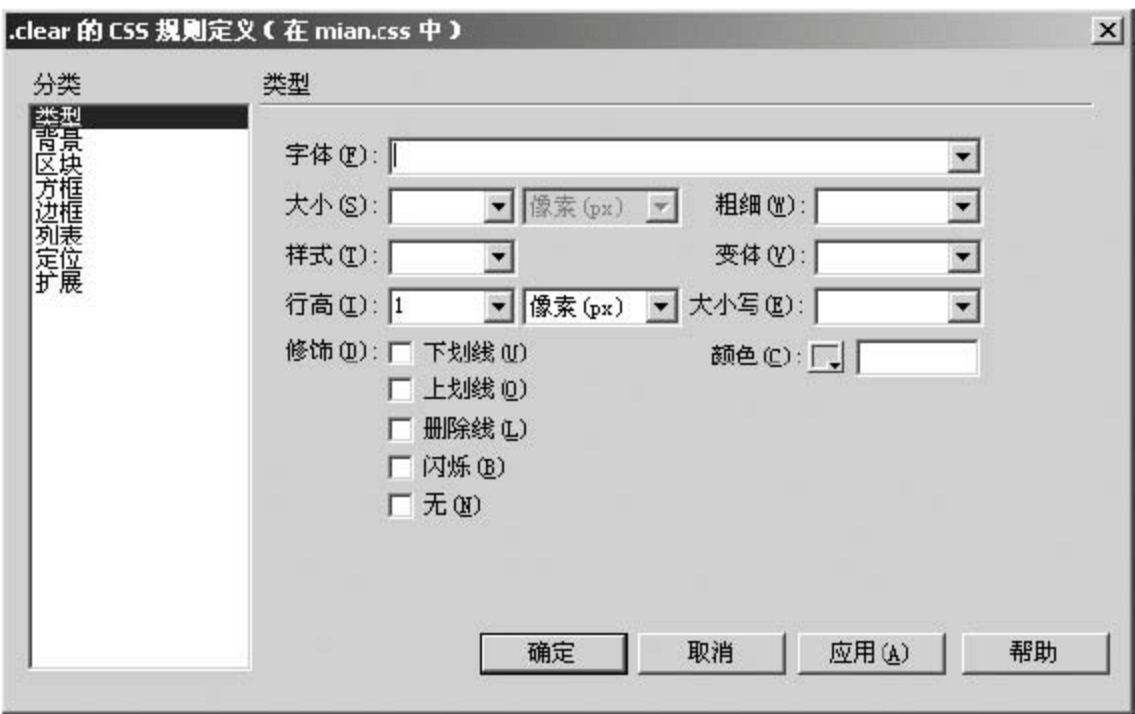 .clear 的 CSS 规则定义（在 mian.css 中）
分类
类型
背景
区块
方框
边框
列表
定位
扩展
类型
字体(F):
大小(S): 像素(px) 粗细(W):
样式(T): 变体(V):
行高(I): 1 像素(px) 大小写(E):
修饰(D): 下划线(U) 颜色(C):
上划线(O)
删除线(L)
闪烁(B)
无(N)
确定 取消 应用(A) 帮助